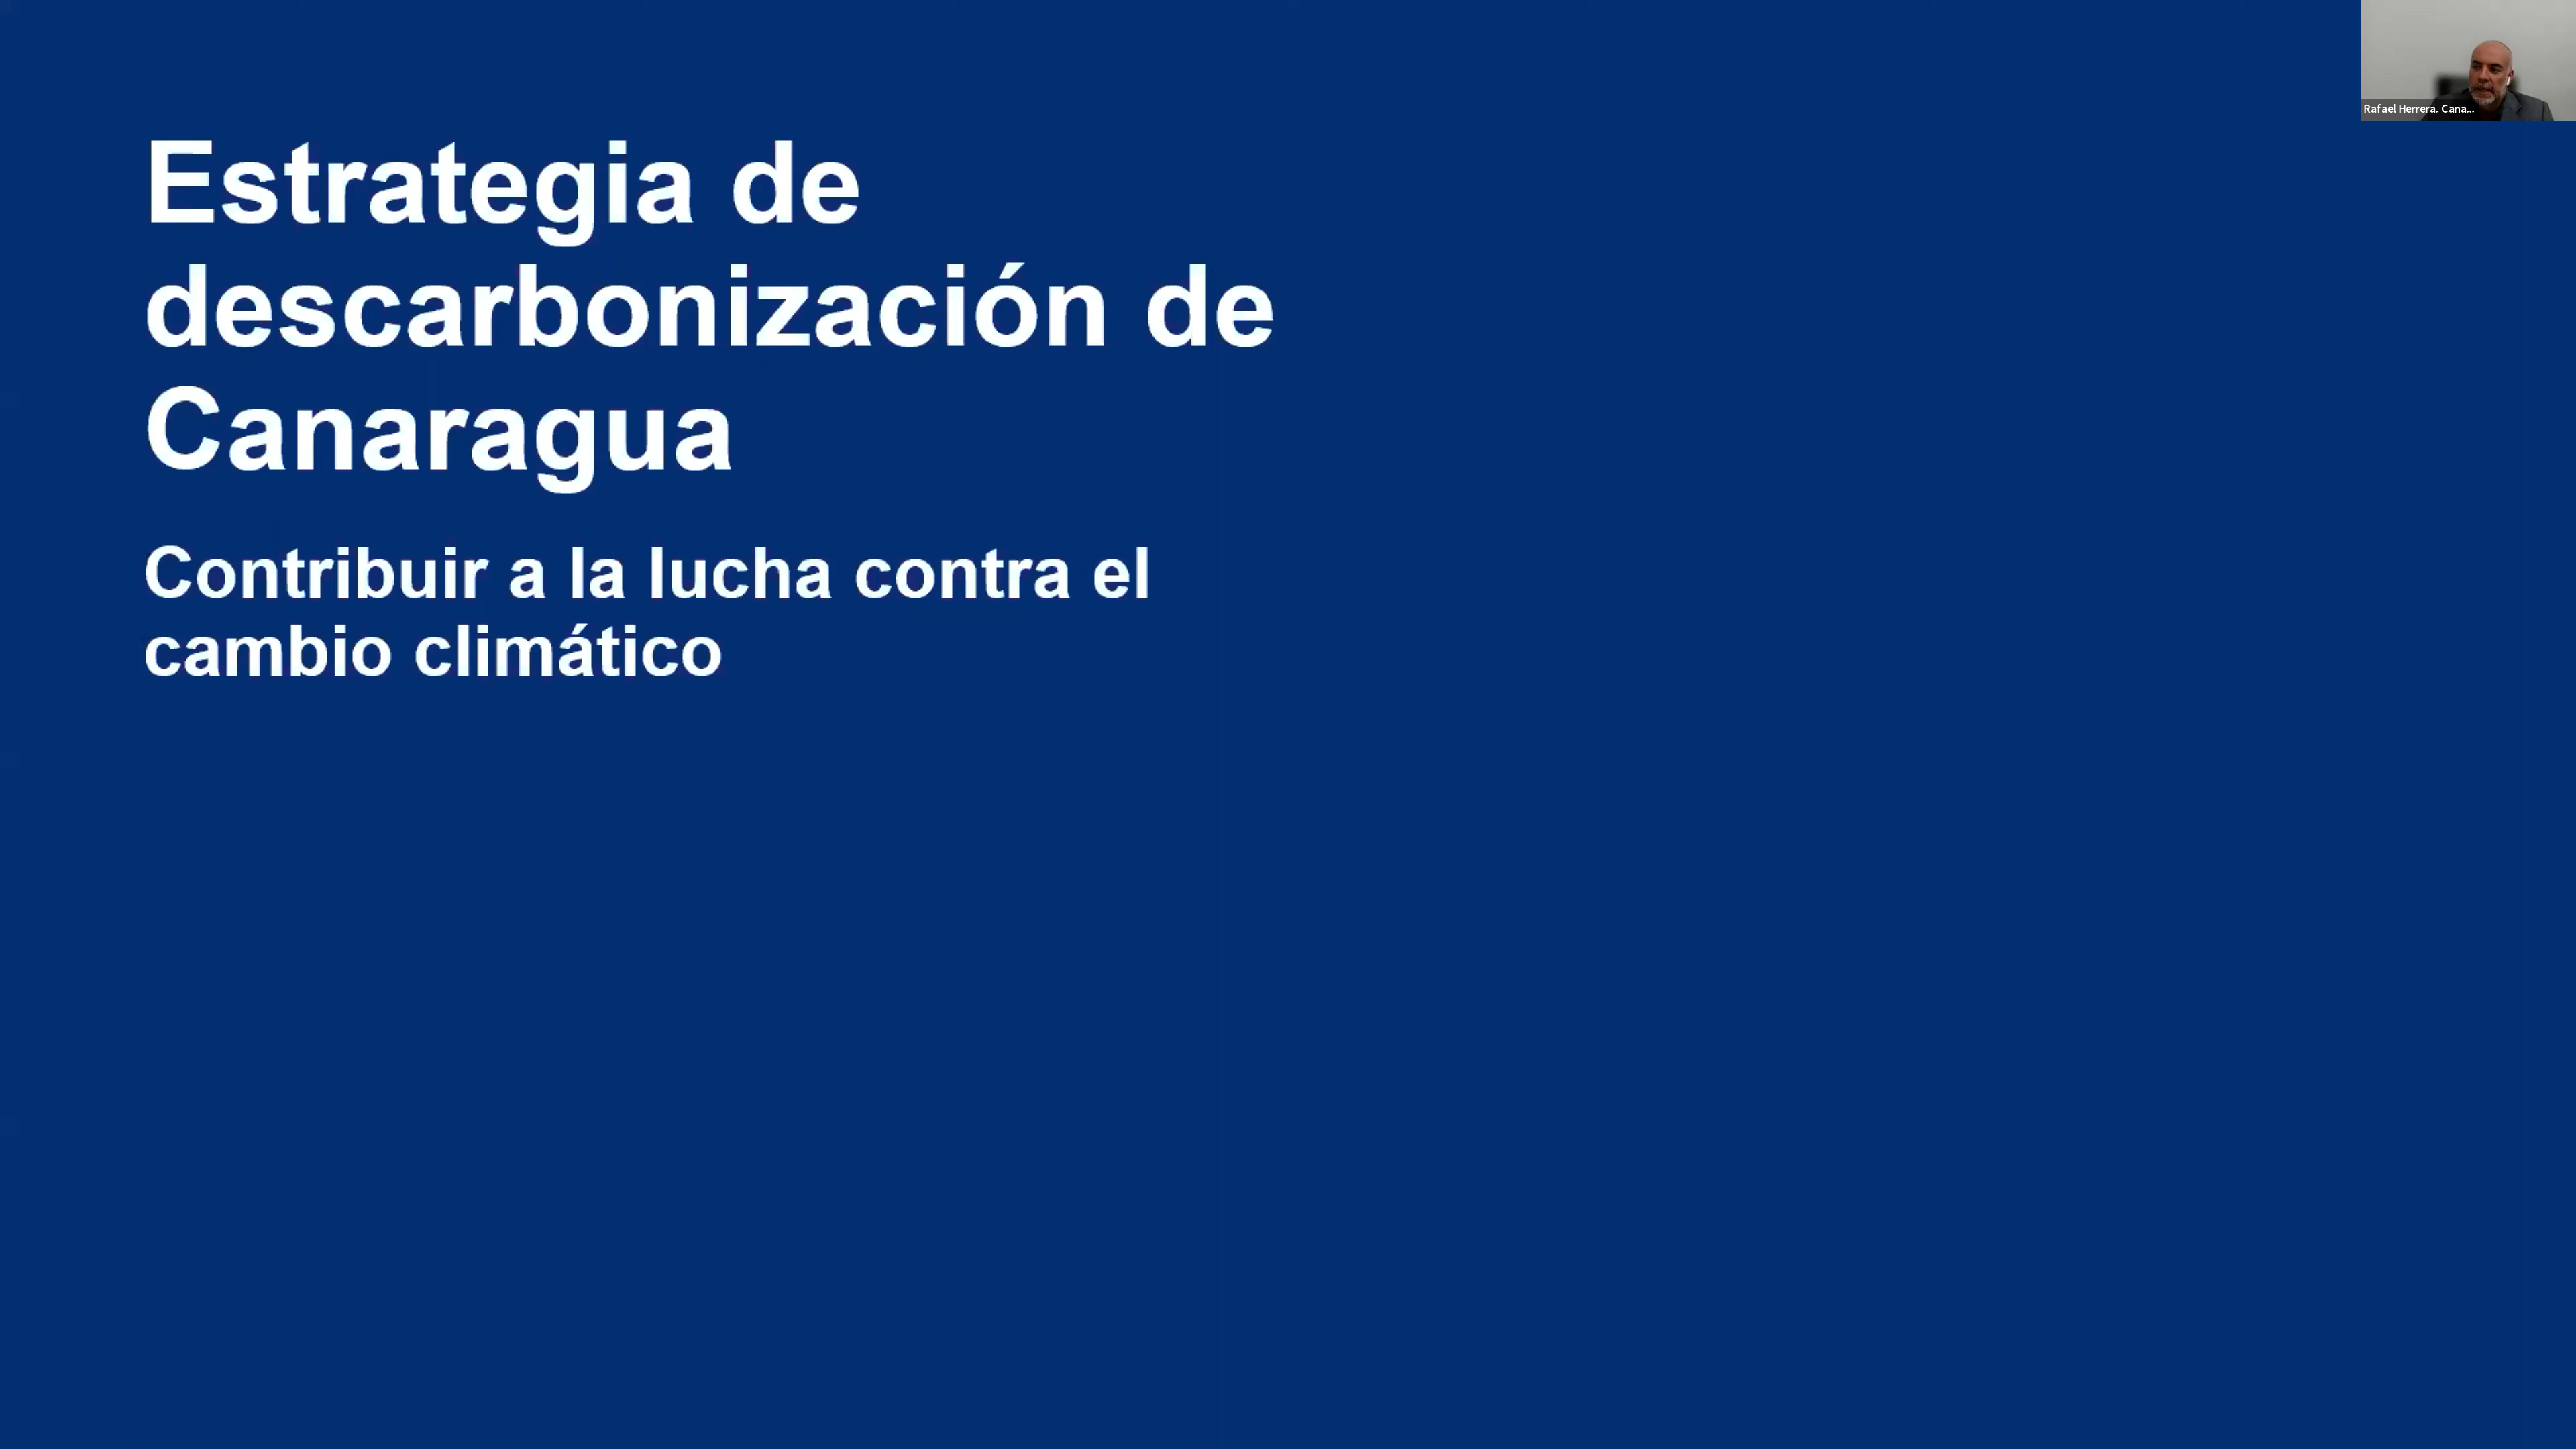 Estrategia de
descarbonización de
Canaragua
Contribuir a la lucha contra el
cambio climático
Rafael Herrera. Cana...